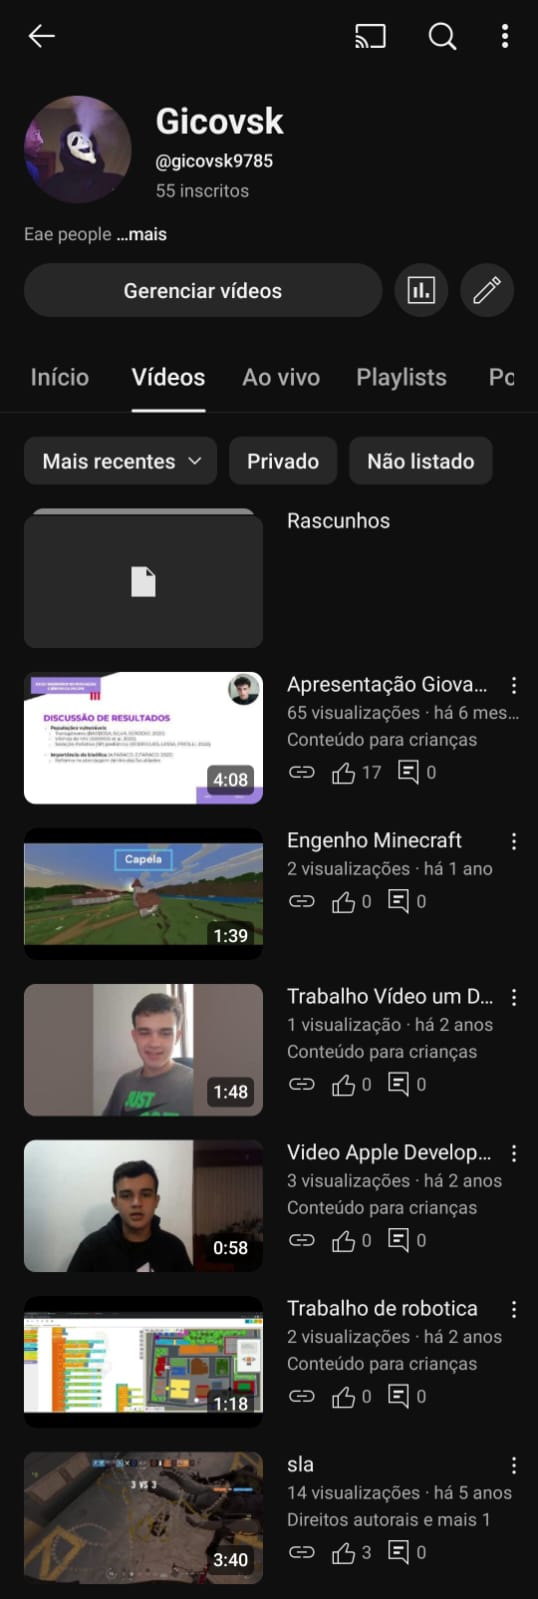 Gicovsk
@gicovsk9785
55 inscritos
Eae people ...mais
Gerenciar vídeos
Início Vídeos Ao vivo Playlists Po
Mais recentes Privado Não listado
Rascunhos
DISCUSSÃO DE RESULTADOS
4:08
Apresentação Giova...
65 visualizações · há 6 mes...
Conteúdo para crianças
17 0
Capela
1:39
Engenho Minecraft
2 visualizações · há 1 ano
0 0
JUST
1:48
Trabalho Vídeo um D...
1 visualização · há 2 anos
Conteúdo para crianças
0 0
0:58
Video Apple Develop...
3 visualizações · há 2 anos
Conteúdo para crianças
0 0
1:18
Trabalho de robotica
2 visualizações · há 2 anos
Conteúdo para crianças
0 0
3 VS 3
3:40
sla
14 visualizações · há 5 anos
Direitos autorais e mais 1
3 0